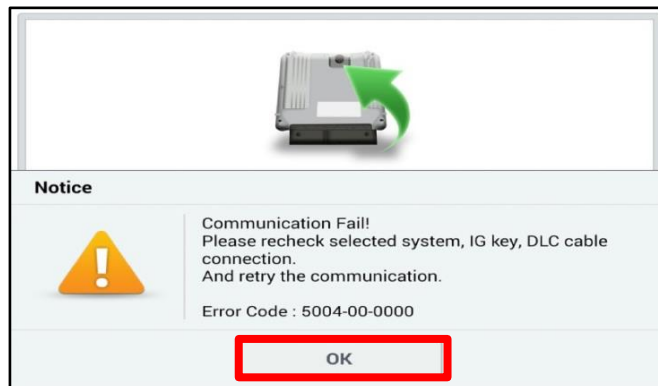 Notice
Communication Fail!
Please recheck selected system, IG key, DLC cable
connection.
And retry the communication.
Error Code : 5004-00-0000
OK